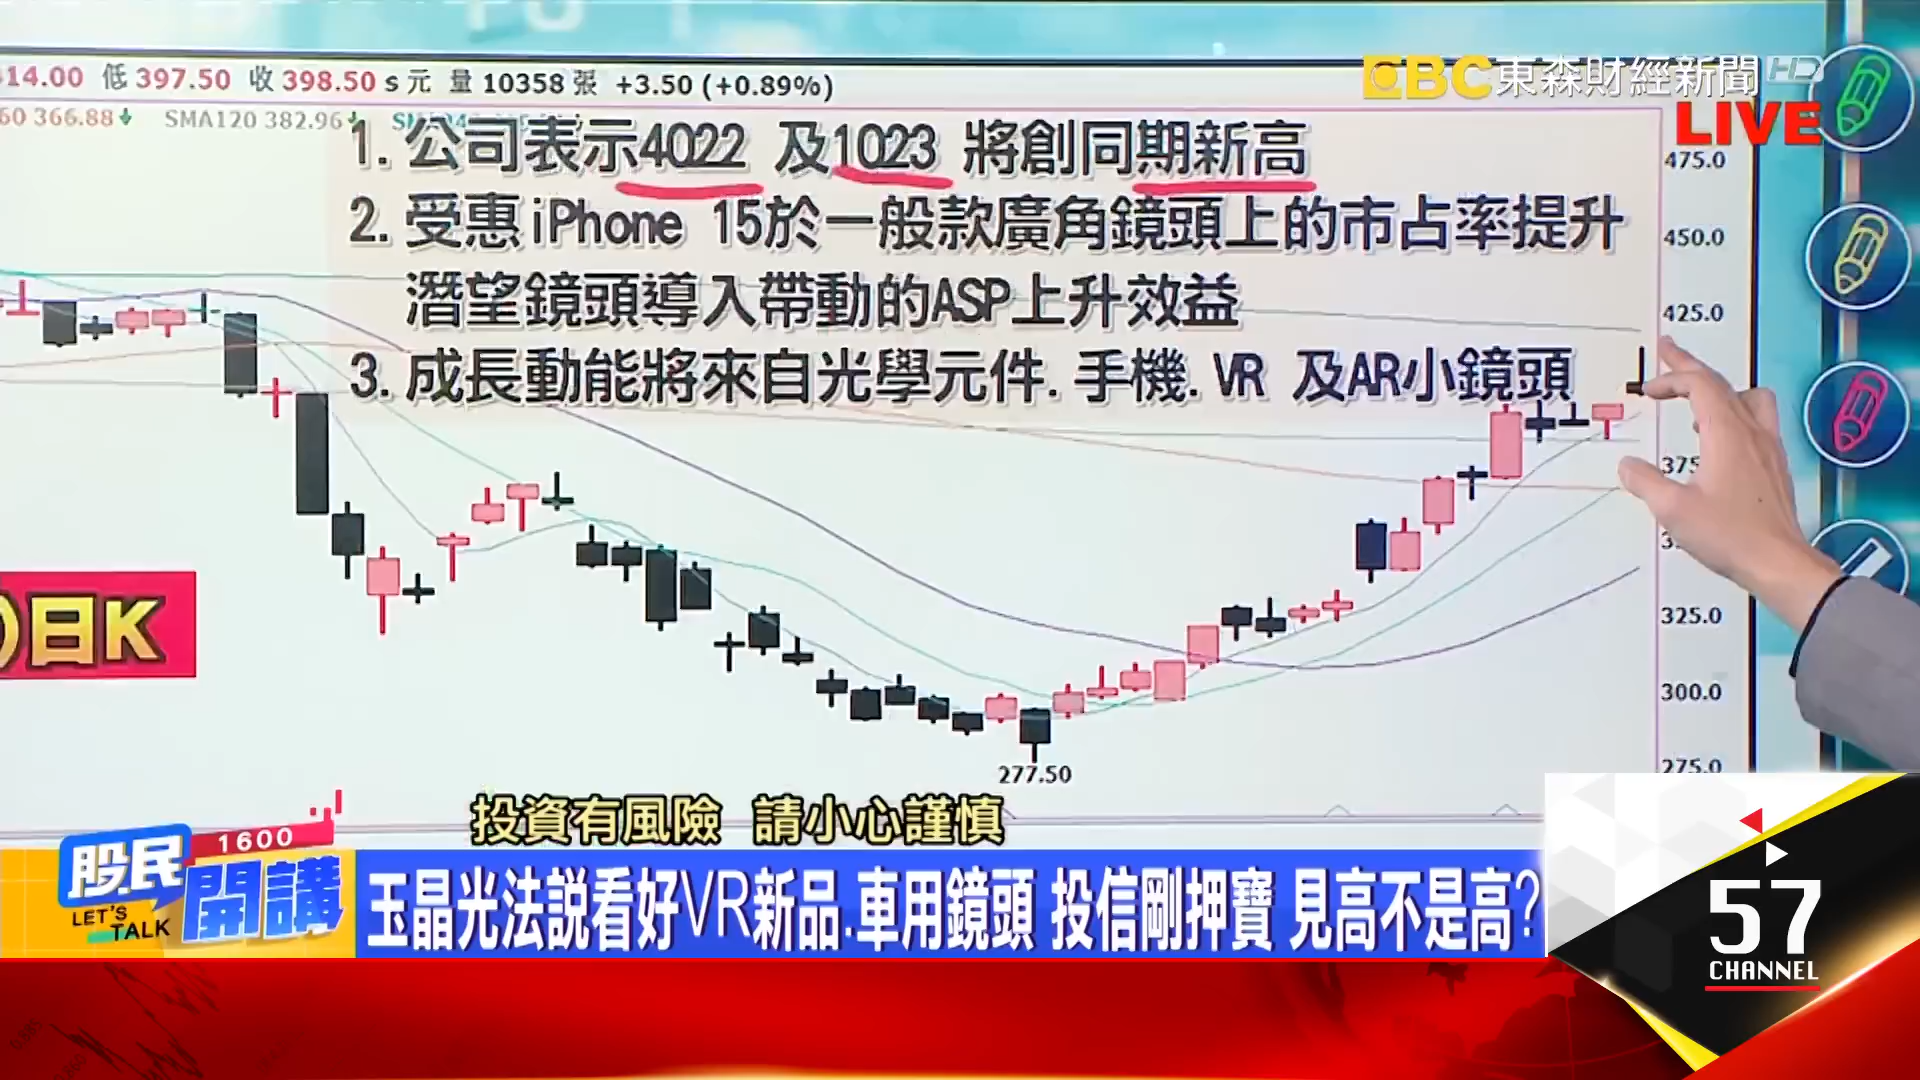 14.00 低 397.50 收 398.50 s 元 量 10358 張 +3.50 (+0.89%)
60 366.88↓ SMA120 382.96↓
EBC 東森財經新聞 HD
LIVE
1. 公司表示4Q22 及1Q23 將創同期新高
2. 受惠iPhone 15於一般款廣角鏡頭上的市占率提升
潛望鏡頭導入帶動的ASP上升效益
3. 成長動能將來自光學元件.手機.VR 及AR小鏡頭
475.0
450.0
425.0
325.0
300.0
275.0
)日K
277.50
投資有風險 請小心謹慎
股民開講
1600
LET'S TALK
玉晶光法說看好VR新品.車用鏡頭 投信剛押寶 見高不是高?
57
CHANNEL